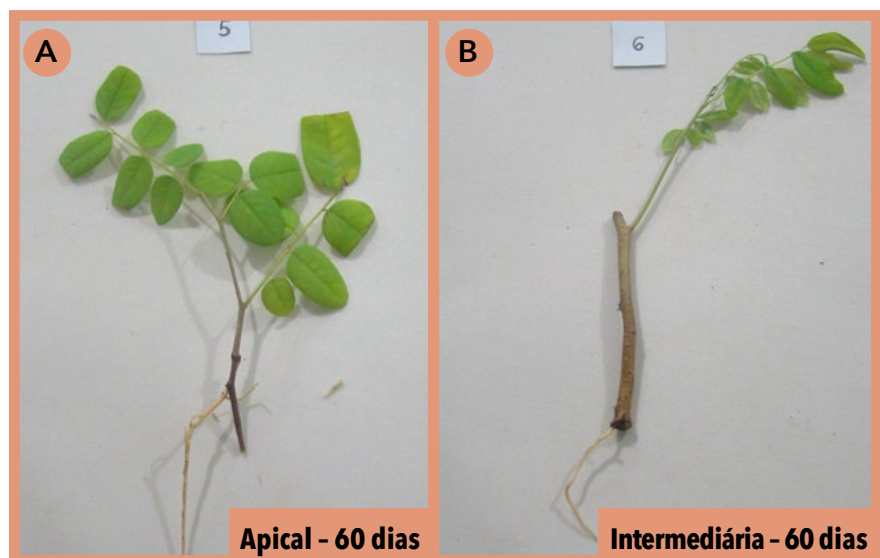 A
5
Apical – 60 dias
B
6
Intermediária – 60 dias